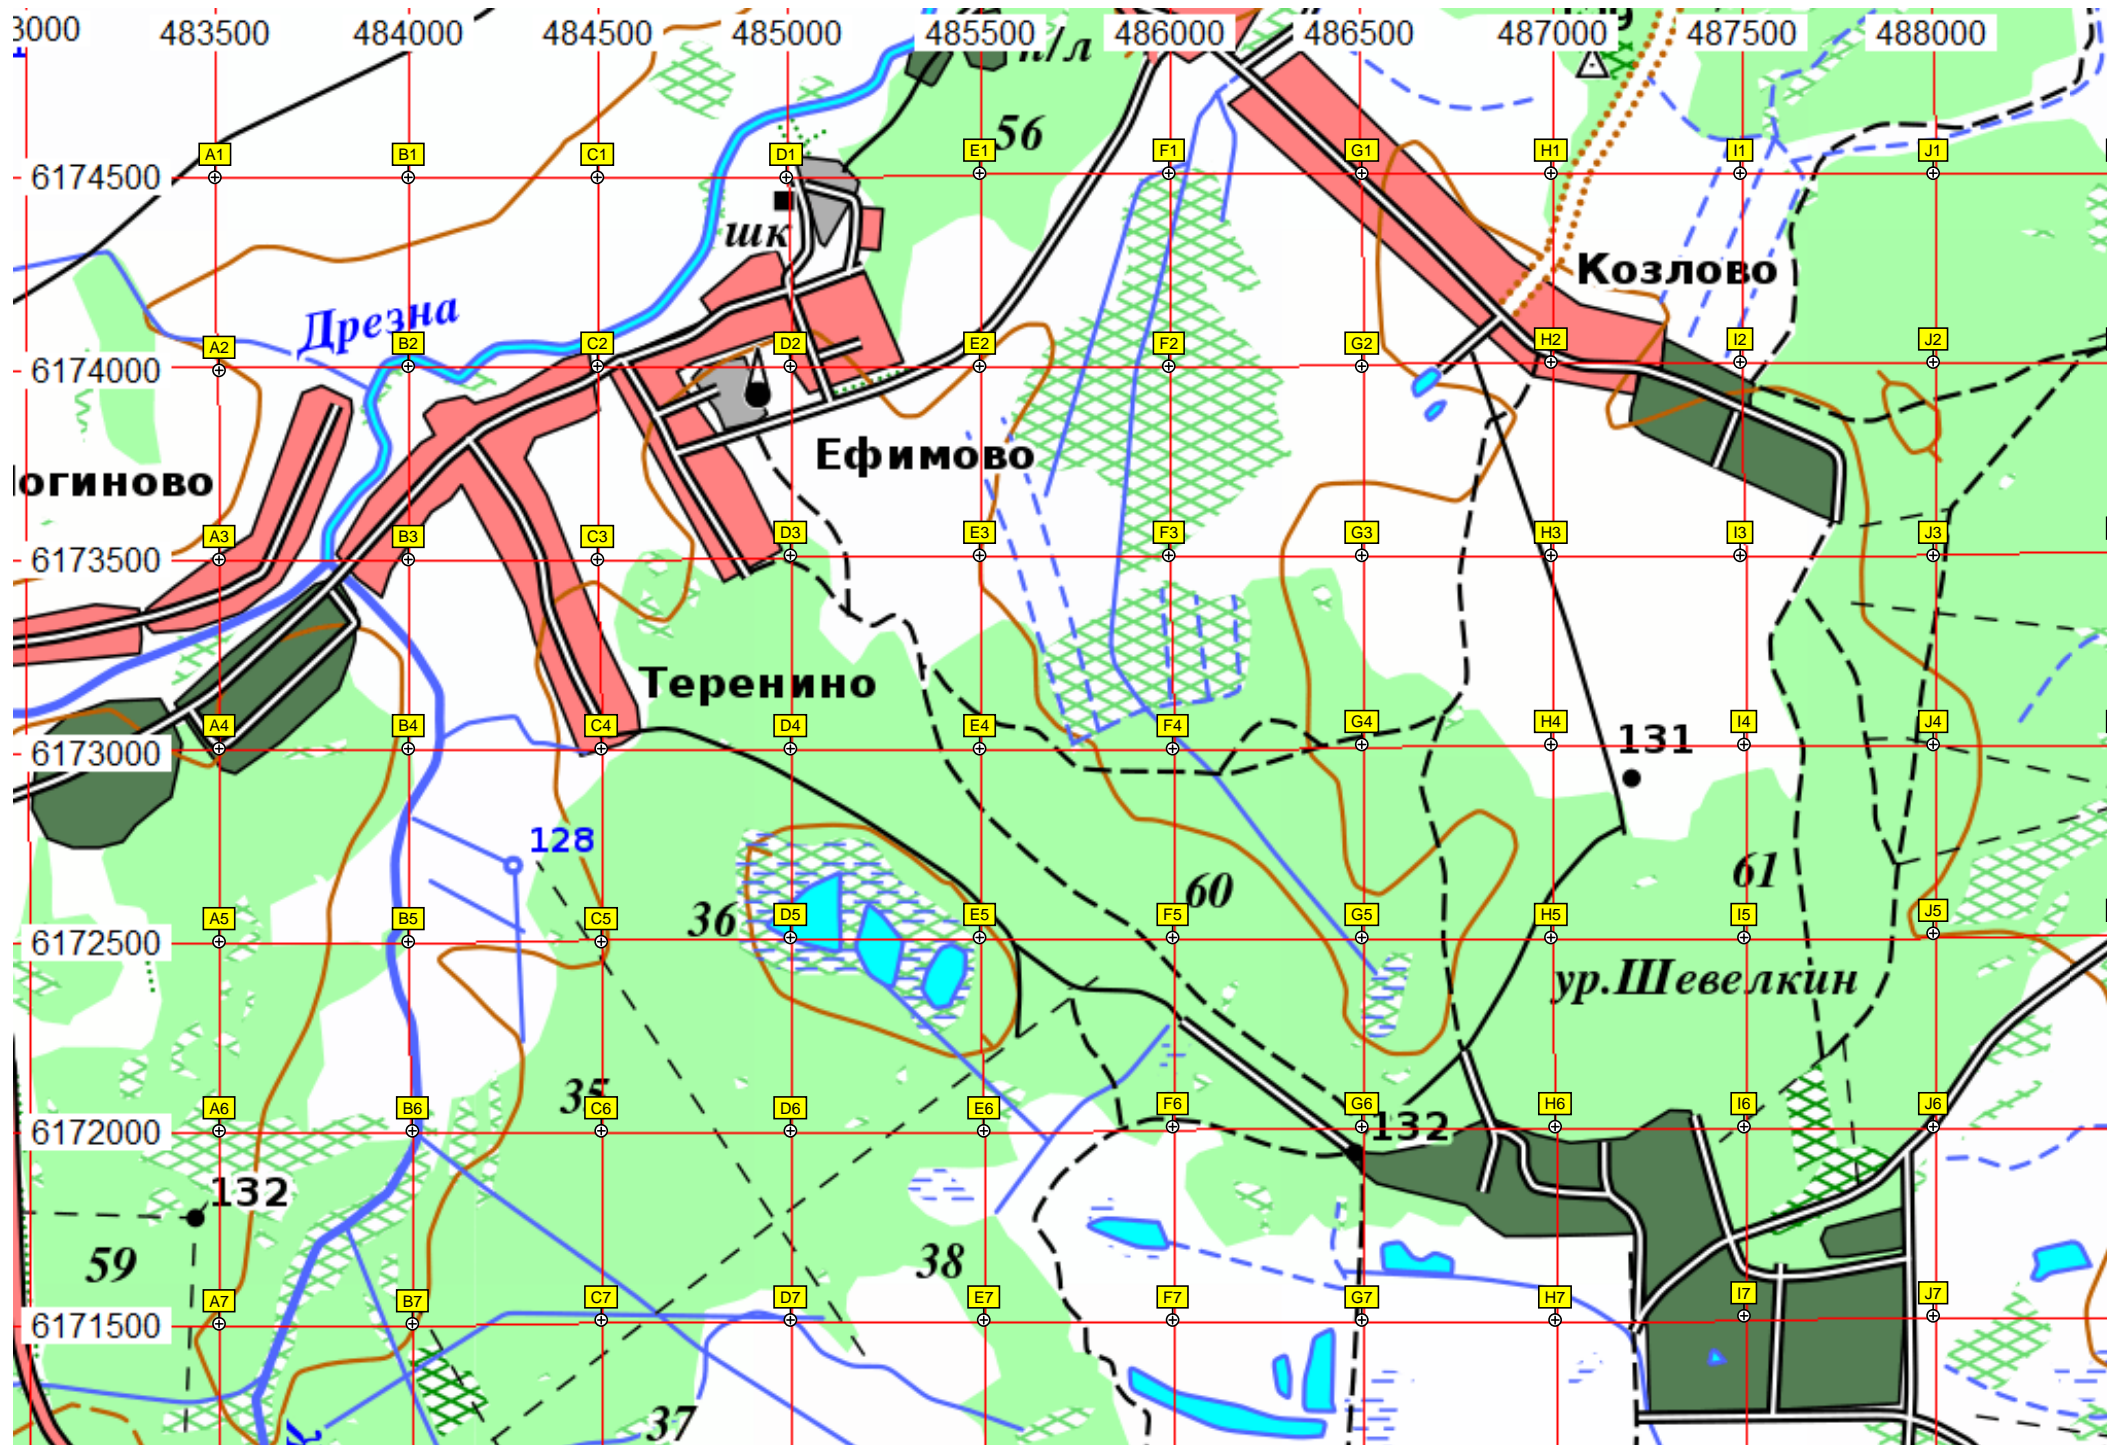 3000 483500 484000 484500 485000 485500 486000 486500 487000 487500 488000
п/л
56
A1 B1 C1 D1 E1 F1 G1 H1 I1 J1
6174500
шк
Козлово
Дрезна
A2 B2 C2 D2 E2 F2 G2 H2 I2 J2
6174000
Ефимово
огиново
A3 B3 C3 D3 E3 F3 G3 H3 I3 J3
6173500
Теренино
A4 B4 C4 D4 E4 F4 G4 H4 I4 J4
6173000
131
128
61
60
36
A5 B5 C5 D5 E5 F5 G5 H5 I5 J5
6172500
ур.Шевелкин
35
A6 B6 C6 D6 E6 F6 G6 H6 I6 J6
6172000
132
132
59
38
A7 B7 C7 D7 E7 F7 G7 H7 I7 J7
6171500
37